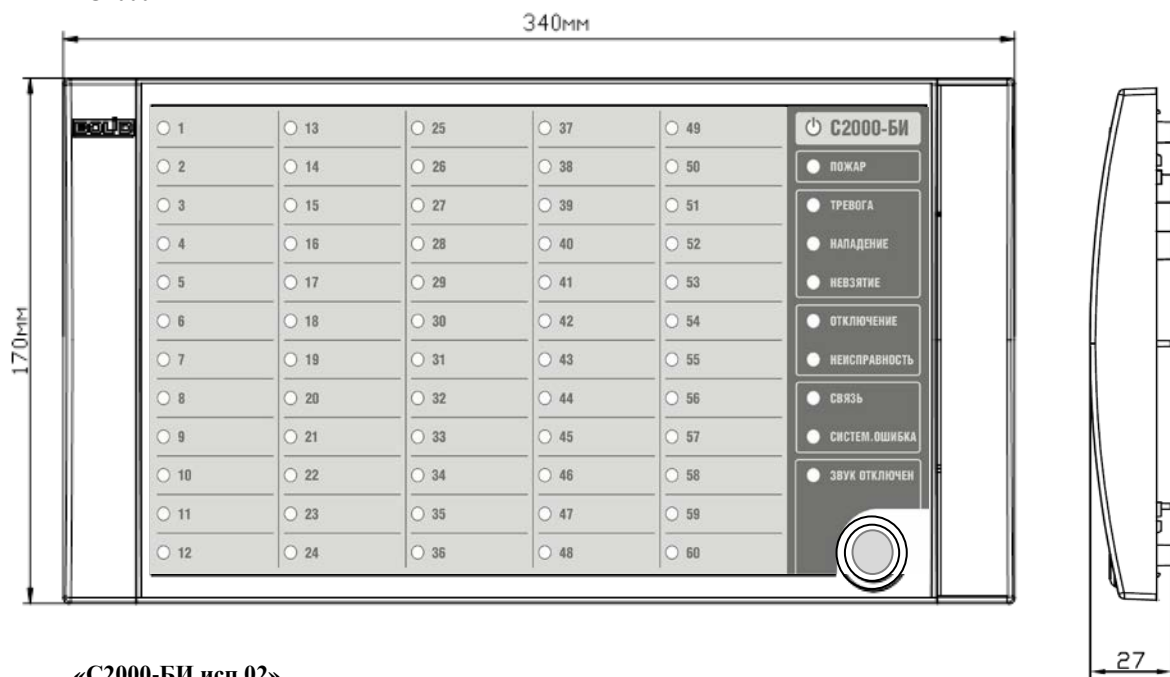 340мм
BOLID
170мм
1 13 25 37 49
2 14 26 38 50
3 15 27 39 51
4 16 28 40 52
5 17 29 41 53
6 18 30 42 54
7 19 31 43 55
8 20 32 44 56
9 21 33 45 57
10 22 34 46 58
11 23 35 47 59
12 24 36 48 60
С2000-БИ
ПОЖАР
ТРЕВОГА
НАПАДЕНИЕ
НЕВЗЯТИЕ
ОТКЛЮЧЕНИЕ
НЕИСПРАВНОСТЬ
СВЯЗЬ
СИСТЕМ.ОШИБКА
ЗВУК ОТКЛЮЧЕН
27
«С2000-БИ исп.02»